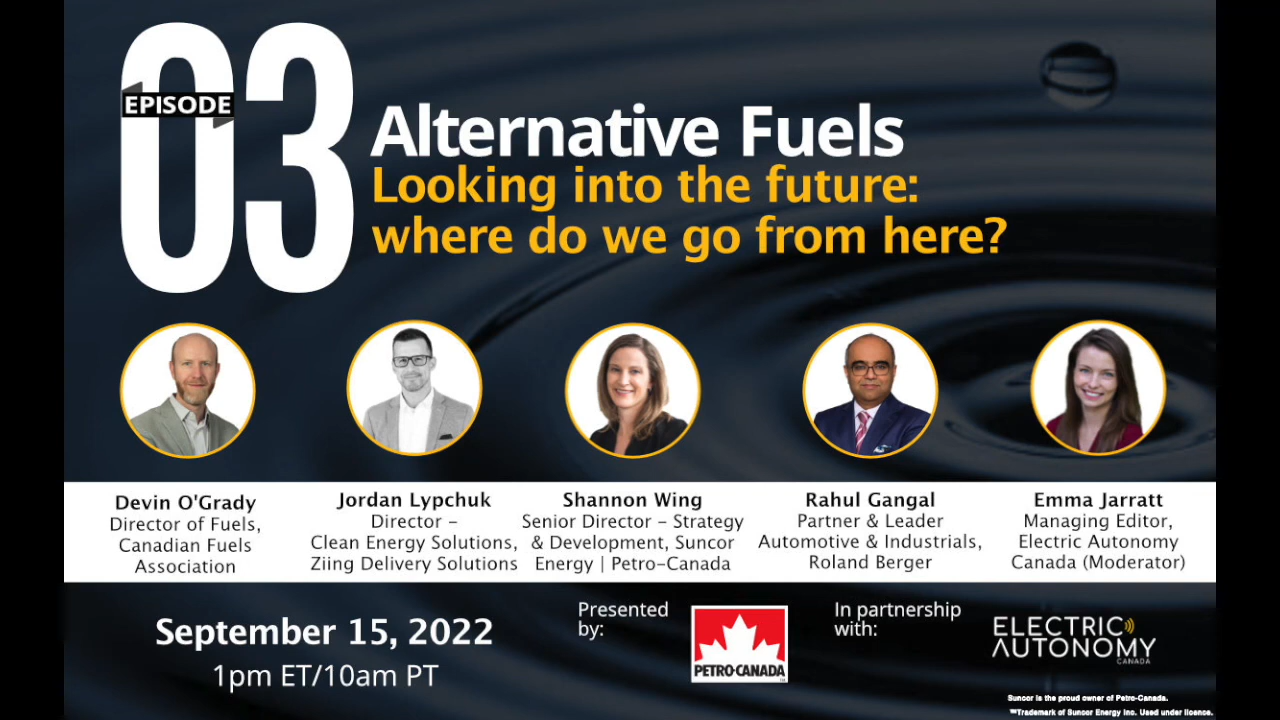 03
EPISODE
Alternative Fuels
Looking into the future:
where do we go from here?
Devin O'Grady
Director of Fuels,
Canadian Fuels
Association
Jordan Lypchuk
Director –
Clean Energy Solutions,
Ziing Delivery Solutions
Shannon Wing
Senior Director – Strategy
& Development, Suncor
Energy | Petro-Canada
Rahul Gangal
Partner & Leader
Automotive & Industrials,
Roland Berger
Emma Jarratt
Managing Editor,
Electric Autonomy
Canada (Moderator)
September 15, 2022
1pm ET/10am PT
Presented
by:
PETRO-CANADA
In partnership
with:
ELECTRIC
AUTONOMY
CANADA
Suncor is the proud owner of Petro-Canada.
™Trademark of Suncor Energy Inc. Used under licence.